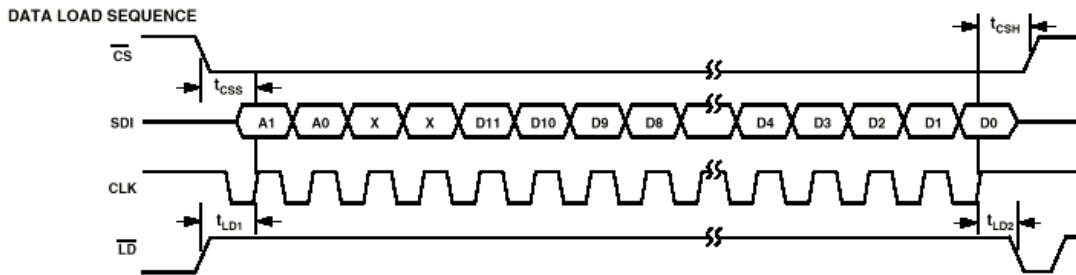 DATA LOAD SEQUENCE
tCSH
CS
tCSS
SDI A1 A0 X X D11 D10 D9 D8 D4 D3 D2 D1 D0
CLK
tLD1 tLD2
LD